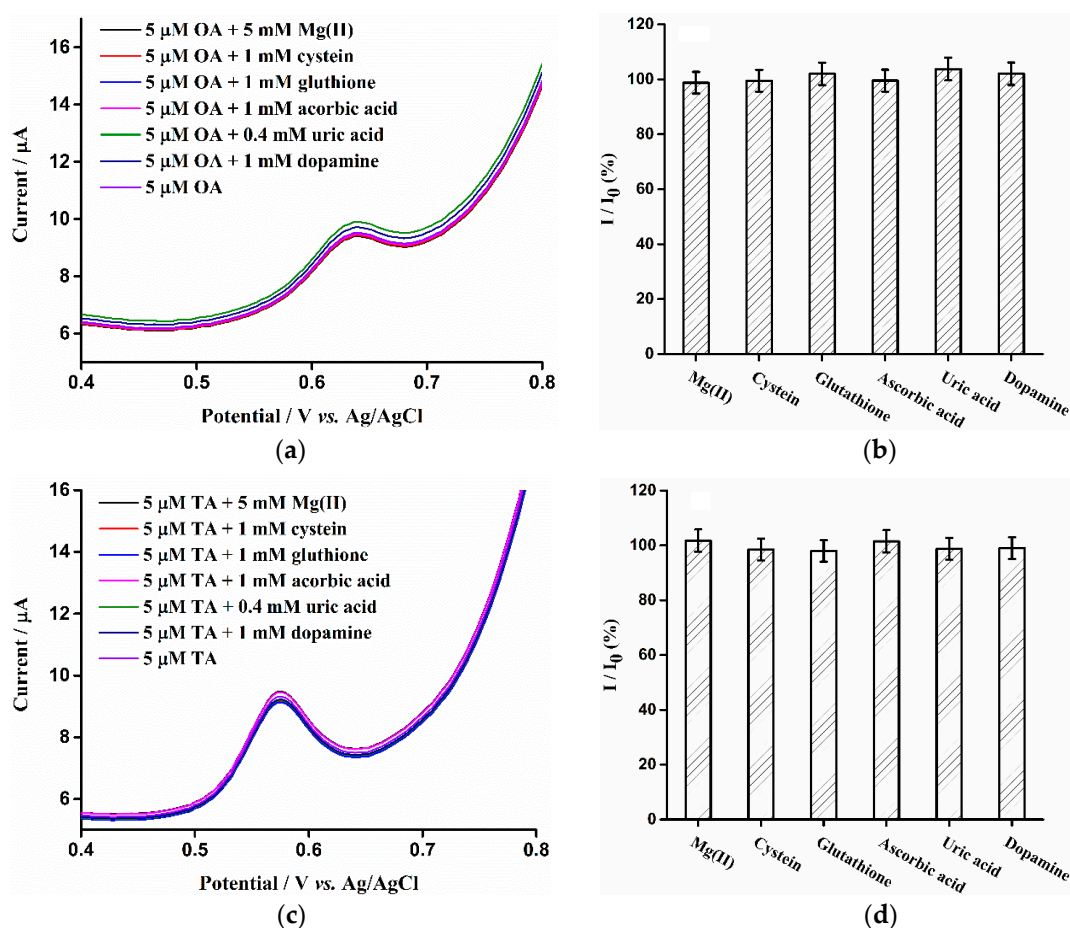 5 μM OA + 5 mM Mg(II)
5 μM OA + 1 mM cystein
5 μM OA + 1 mM gluthione
5 μM OA + 1 mM acorbic acid
5 μM OA + 0.4 mM uric acid
5 μM OA + 1 mM dopamine
5 μM OA
Current / μA
16
14
12
10
8
6
0.4 0.5 0.6 0.7 0.8
Potential / V vs. Ag/AgCl
(a)
I / I0 (%)
120
100
80
60
40
20
0
Mg(II) Cystein Glutathione Ascorbic acid Uric acid Dopamine
(b)
5 μM TA + 5 mM Mg(II)
5 μM TA + 1 mM cystein
5 μM TA + 1 mM gluthione
5 μM TA + 1 mM acorbic acid
5 μM TA + 0.4 mM uric acid
5 μM TA + 1 mM dopamine
5 μM TA
Current / μA
16
14
12
10
8
6
0.4 0.5 0.6 0.7 0.8
Potential / V vs. Ag/AgCl
(c)
I / I0 (%)
120
100
80
60
40
20
0
Mg(II) Cystein Glutathione Ascorbic acid Uric acid Dopamine
(d)